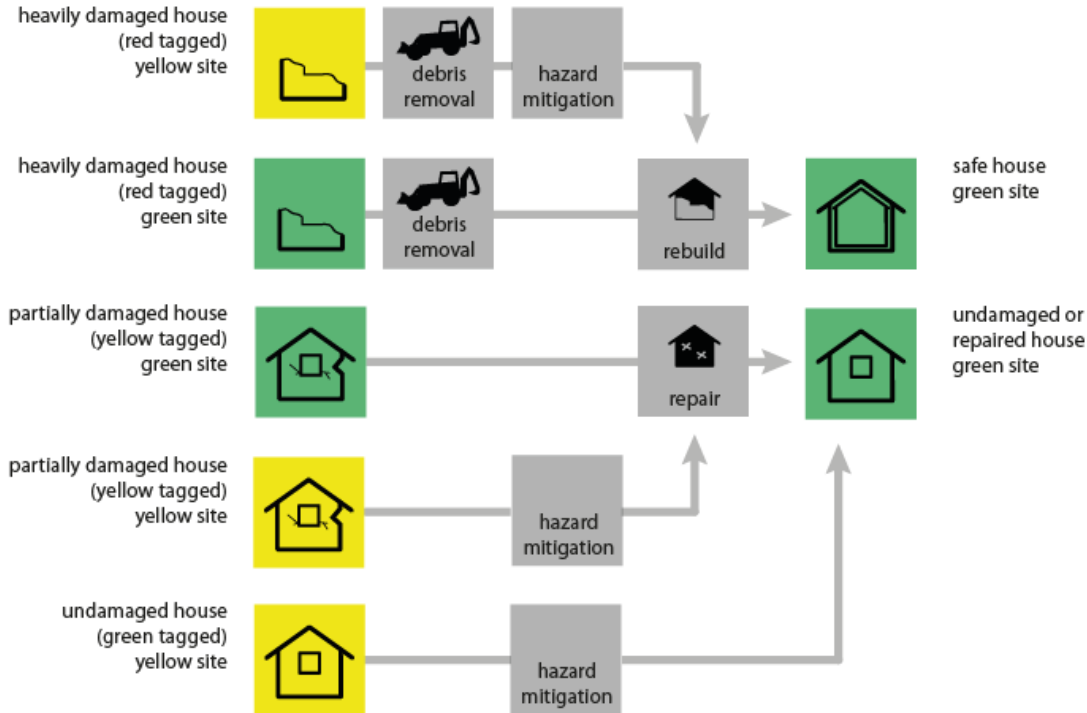 heavily damaged house
(red tagged)
yellow site
debris
removal
hazard
mitigation
heavily damaged house
(red tagged)
green site
debris
removal
rebuild
safe house
green site
partially damaged house
(yellow tagged)
green site
repair
undamaged or
repaired house
green site
partially damaged house
(yellow tagged)
yellow site
hazard
mitigation
undamaged house
(green tagged)
yellow site
hazard
mitigation